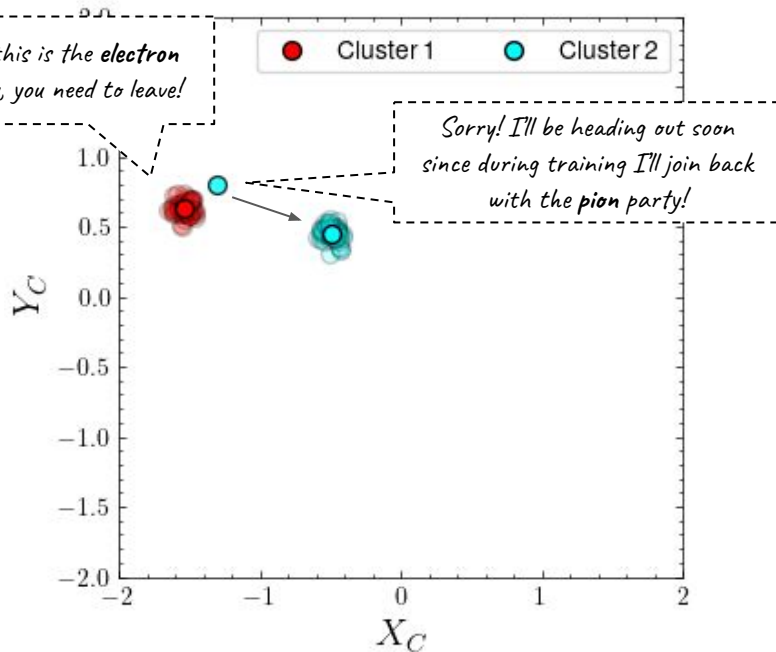 2.0
this is the electron
, you need to leave!
Cluster 1
Cluster 2
Sorry! I'll be heading out soon
since during training I'll join back
with the pion party!
1.0
0.5
0.0
−0.5
−1.0
−1.5
−2.0
Y_C
−2
−1
0
1
2
X_C